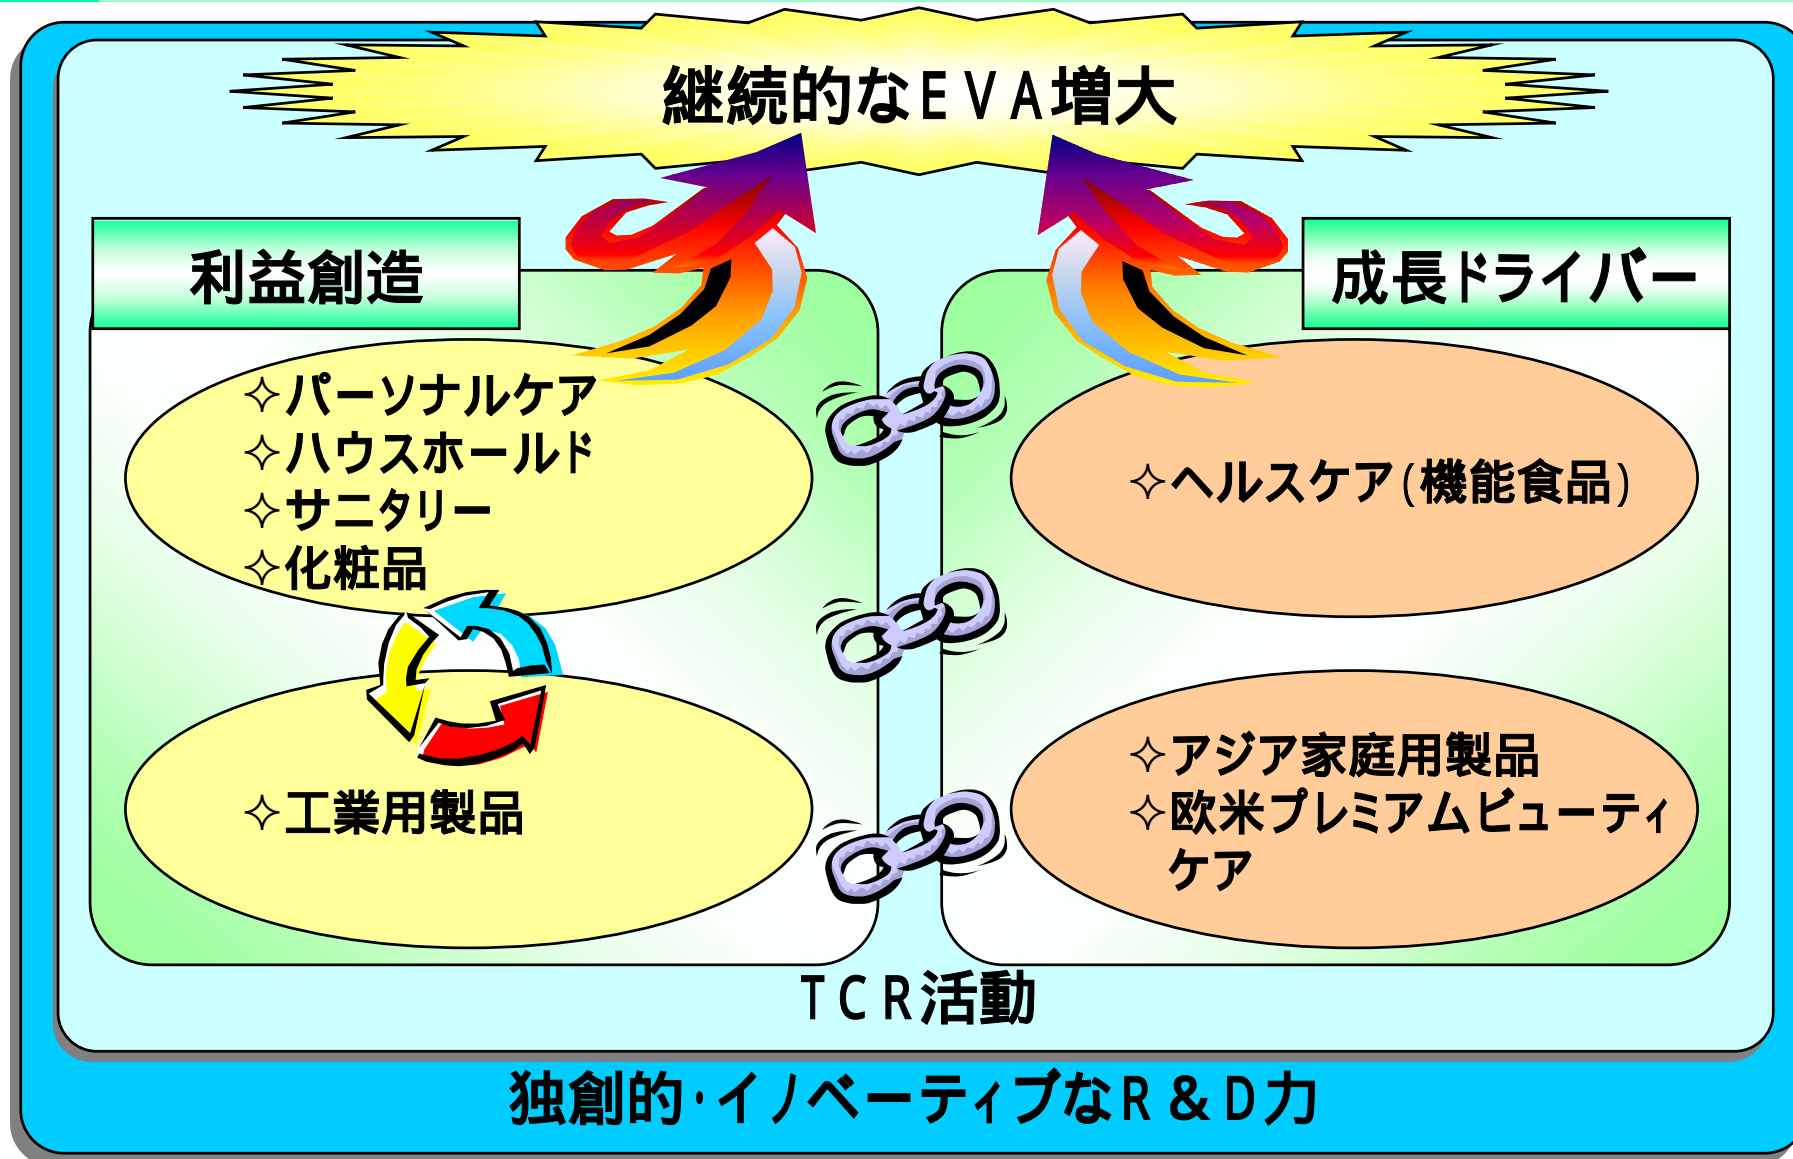 継続的なEVA増大
利益創造
成長ドライバー
✧パーソナルケア
✧ハウスホールド
✧サニタリー
✧化粧品
✧工業用製品
✧ヘルスケア(機能食品)
✧アジア家庭用製品
✧欧米プレミアムビューティ
ケア
TCR活動
独創的・イノベーティブなR&D力